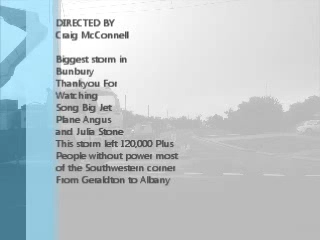 DIRECTED BY
Craig McConnell
Biggest storm in
Bunbury
Thankyou For
Watching
Song Big Jet
Plane Angus
and Julia Stone
This storm left 120,000 Plus
People without power most
of the Southwestern corner
From Geraldton to Albany